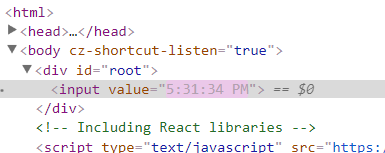 <html>
▶<head>…</head>
▼<body cz-shortcut-listen="true">
▼<div id="root">
<input value="5:31:34 PM"> == $0
</div>
<!-- Including React libraries -->
<script type="text/javascript" src="https:/